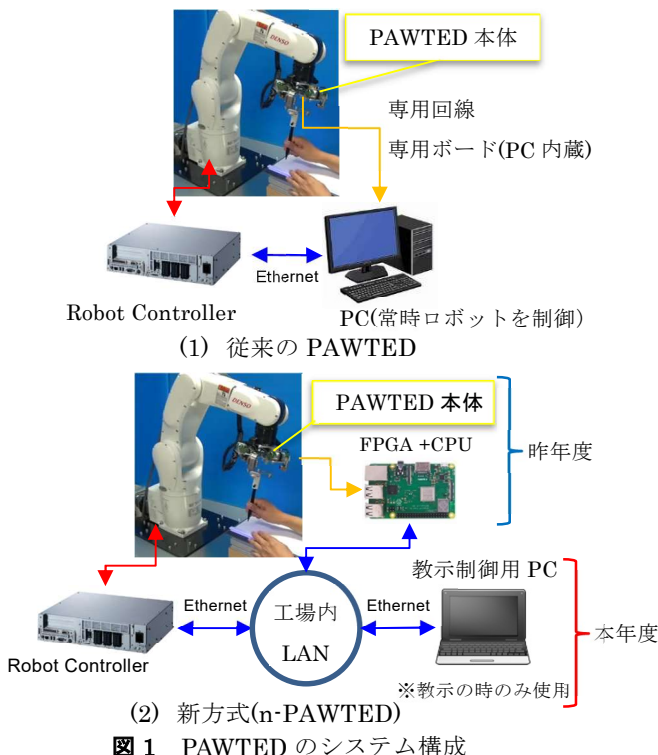 DENSO
PAWTED 本体
専用回線
専用ボード(PC 内蔵)
Ethernet
Robot Controller
PC(常時ロボットを制御)
(1) 従来の PAWTED
DENSO
PAWTED 本体
FPGA +CPU
昨年度
教示制御用 PC
Ethernet
工場内
LAN
Ethernet
本年度
Robot Controller
※教示の時のみ使用
(2) 新方式(n-PAWTED)
図 1 PAWTED のシステム構成